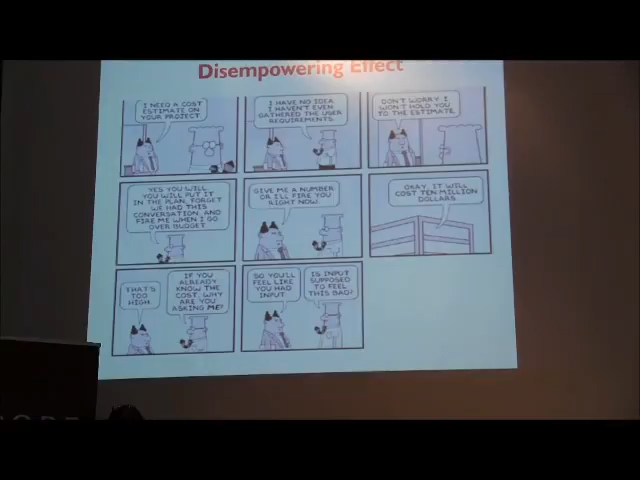 Disempowering Effect
I NEED A COST
ESTIMATE ON
YOUR PROJECT.
I HAVE NO IDEA
I HAVEN'T EVEN
GATHERED THE USER
REQUIREMENTS
DON'T WORRY I
WON'T HOLD YOU
TO THE ESTIMATE.
YES YOU WILL
YOU WILL PUT IT
IN THE PLAN, FORGET
WE HAD THIS
CONVERSATION, AND
FIRE ME WHEN I GO
OVER BUDGET
GIVE ME A NUMBER
OR I'LL FIRE YOU
RIGHT NOW.
OKAY, IT WILL
COST TEN MILLION
DOLLARS.
THAT'S
TOO
HIGH.
IF YOU
ALREADY
KNOW THE
COST, WHY
ARE YOU
ASKING ME?
SO YOU'LL
FEEL LIKE
YOU HAD
INPUT.
IS INPUT
SUPPOSED
TO FEEL
THIS BAD?